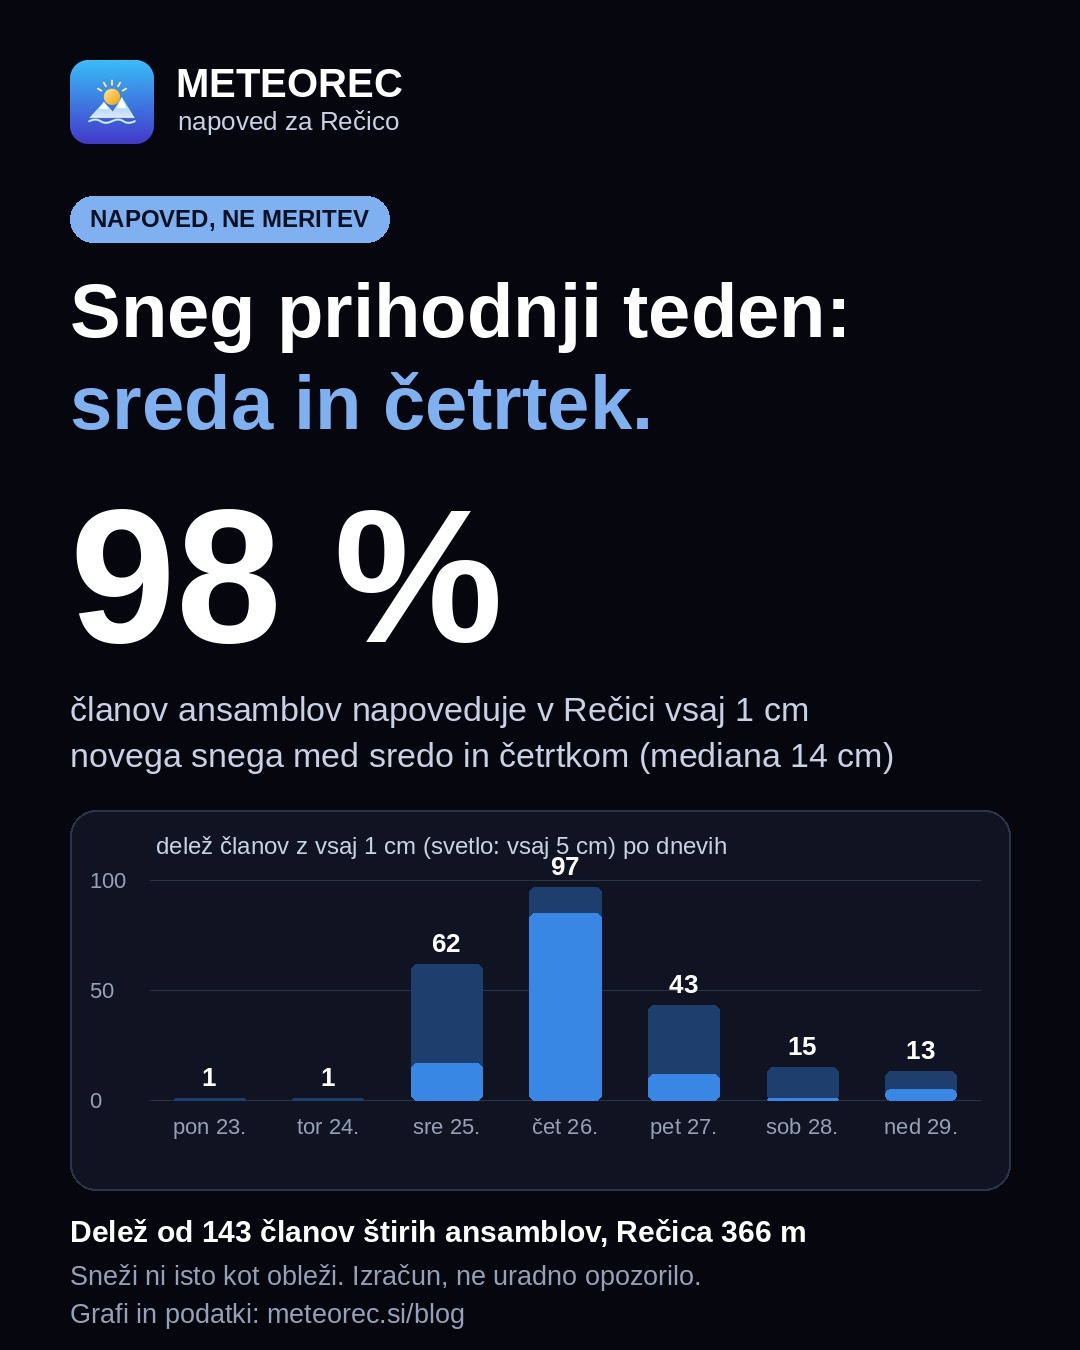 METEOREC
napoved za Rečico
NAPOVED, NE MERITEV
Sneg prihodnji teden:
sreda in četrtek.
98 %
članov ansamblov napoveduje v Rečici vsaj 1 cm
novega snega med sredo in četrtkom (mediana 14 cm)
delež članov z vsaj 1 cm (svetlo: vsaj 5 cm) po dnevih
100
50
0
1
1
62
97
43
15
13
pon 23.
tor 24.
sre 25.
čet 26.
pet 27.
sob 28.
ned 29.
Delež od 143 članov štirih ansamblov, Rečica 366 m
Sneži ni isto kot obleži. Izračun, ne uradno opozorilo.
Grafi in podatki: meteorec.si/blog